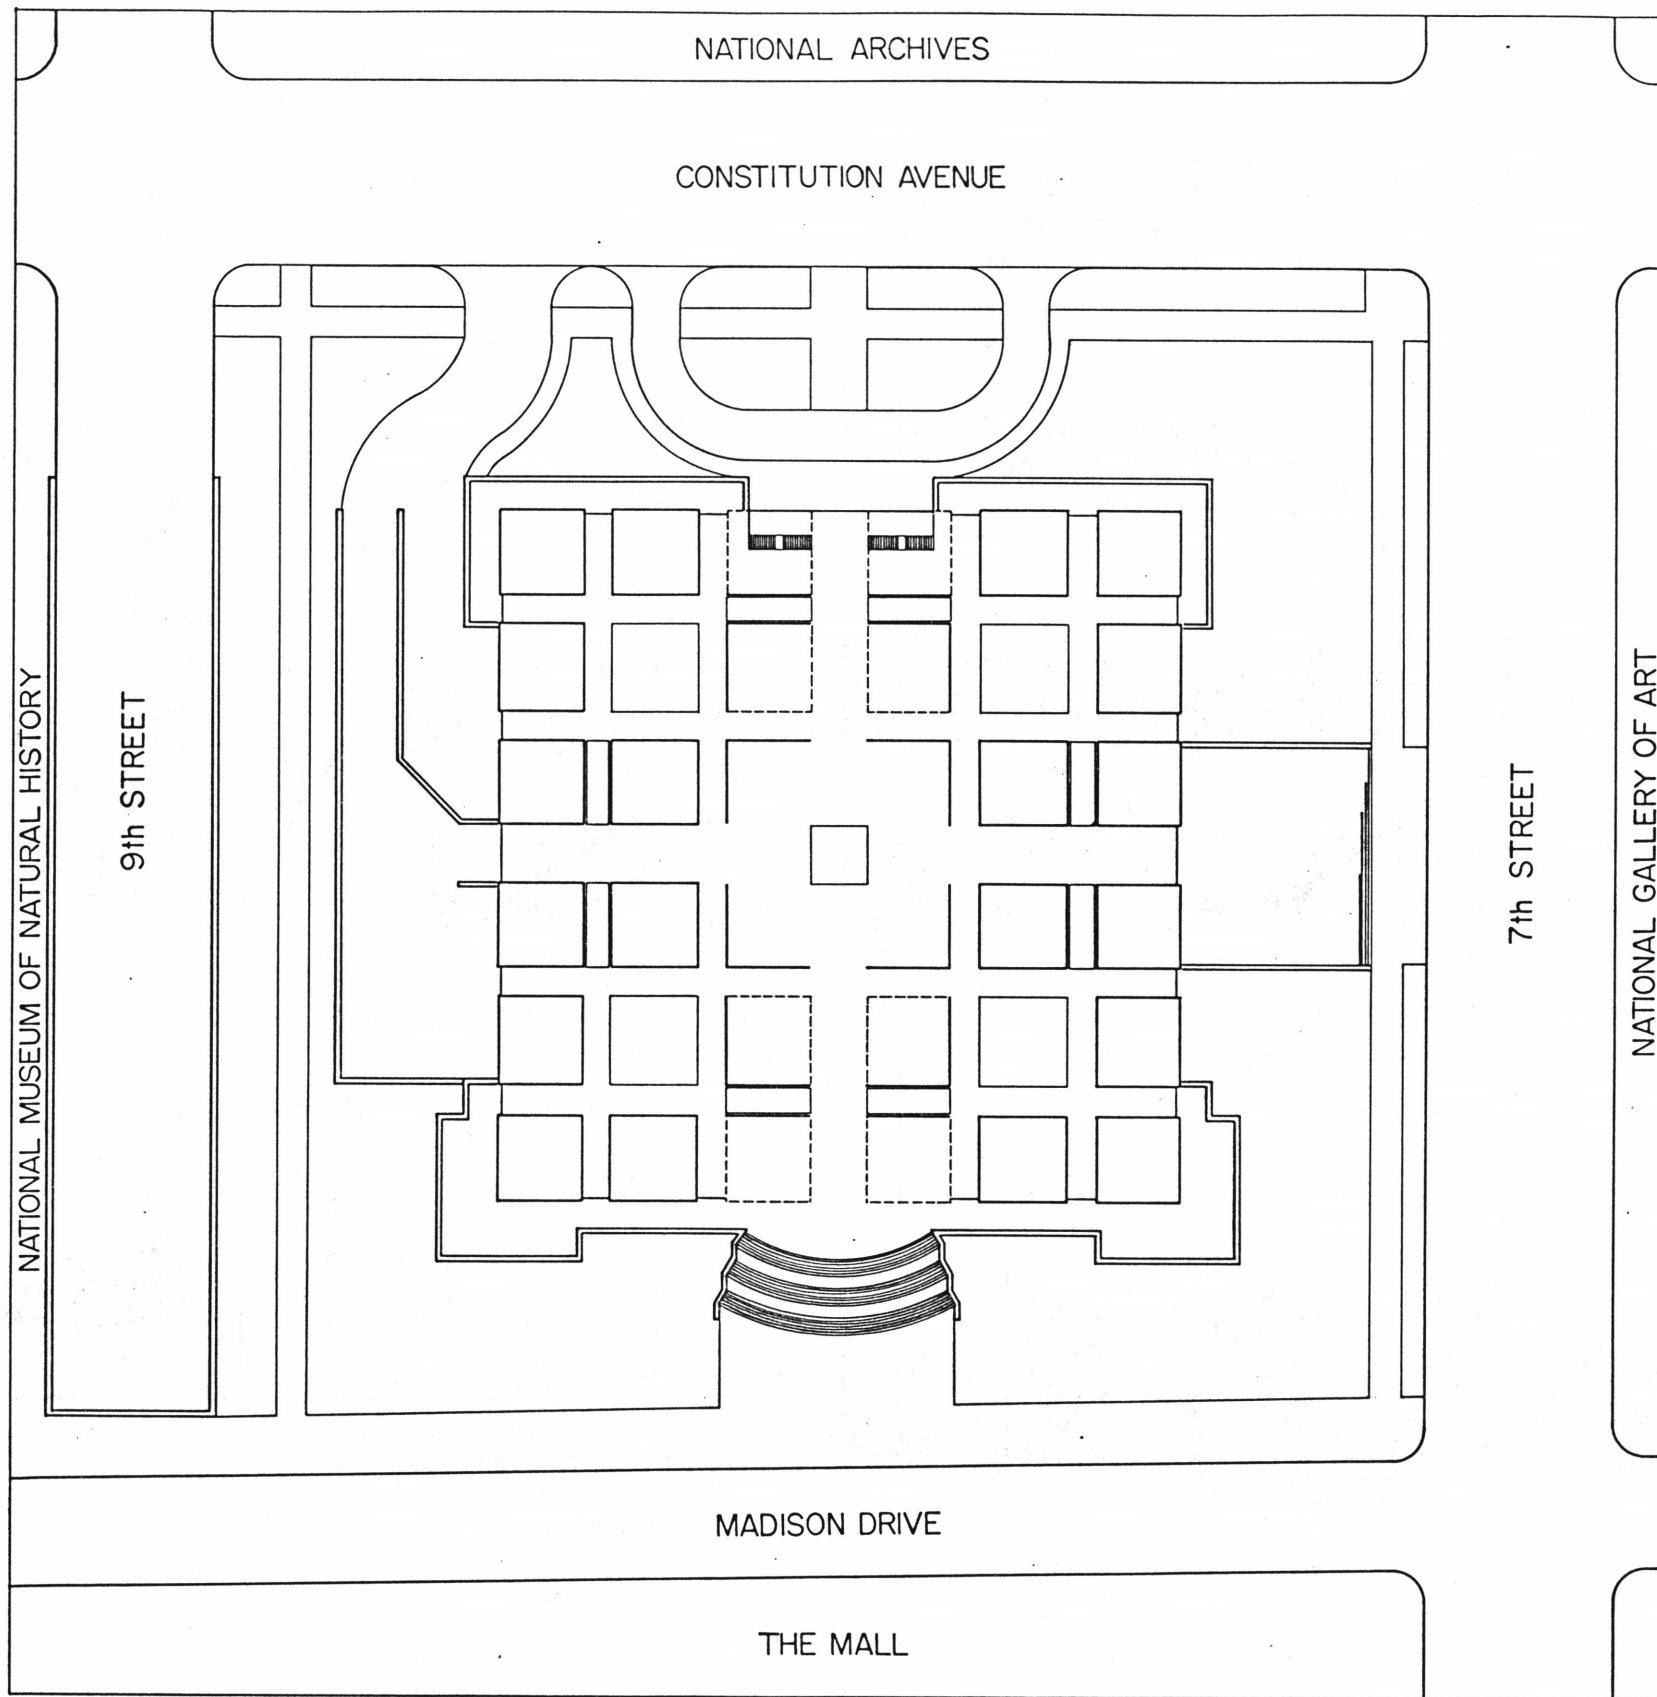 NATIONAL ARCHIVES
CONSTITUTION AVENUE
NATIONAL MUSEUM OF NATURAL HISTORY
9th STREET
7th STREET
NATIONAL GALLERY OF ART
MADISON DRIVE
THE MALL